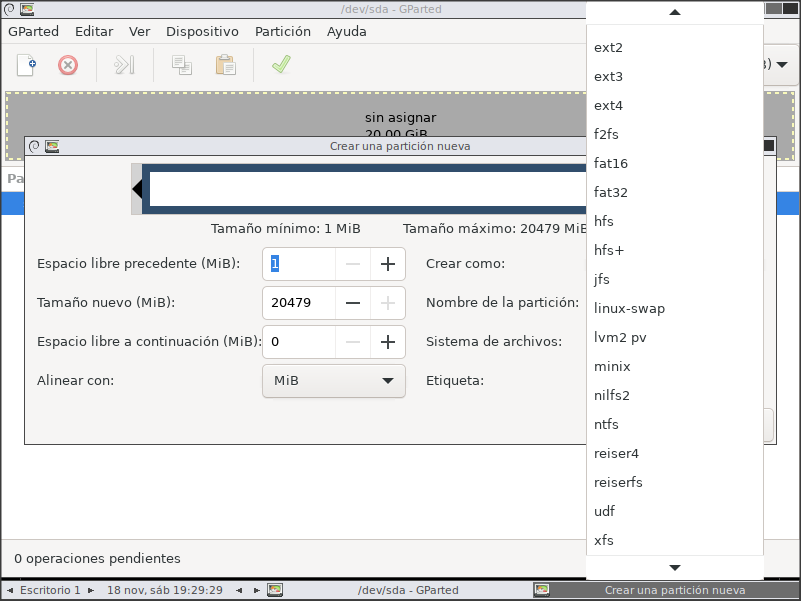 /dev/sda - GParted
GParted Editar Ver Dispositivo Partición Ayuda
sin asignar
20.00 GiB
Crear una partición nueva
Pa
Tamaño mínimo: 1 MiB Tamaño máximo: 20479 MiB
Espacio libre precedente (MiB): 1 Crear como:
Tamaño nuevo (MiB): 20479 Nombre de la partición:
Espacio libre a continuación (MiB): 0 Sistema de archivos:
Alinear con: MiB Etiqueta:
ext2
ext3
ext4
f2fs
fat16
fat32
hfs
hfs+
jfs
linux-swap
lvm2 pv
minix
nilfs2
ntfs
reiser4
reiserfs
udf
xfs
0 operaciones pendientes
Escritorio 1 18 nov, sáb 19:29:29 /dev/sda - GParted Crear una partición nueva